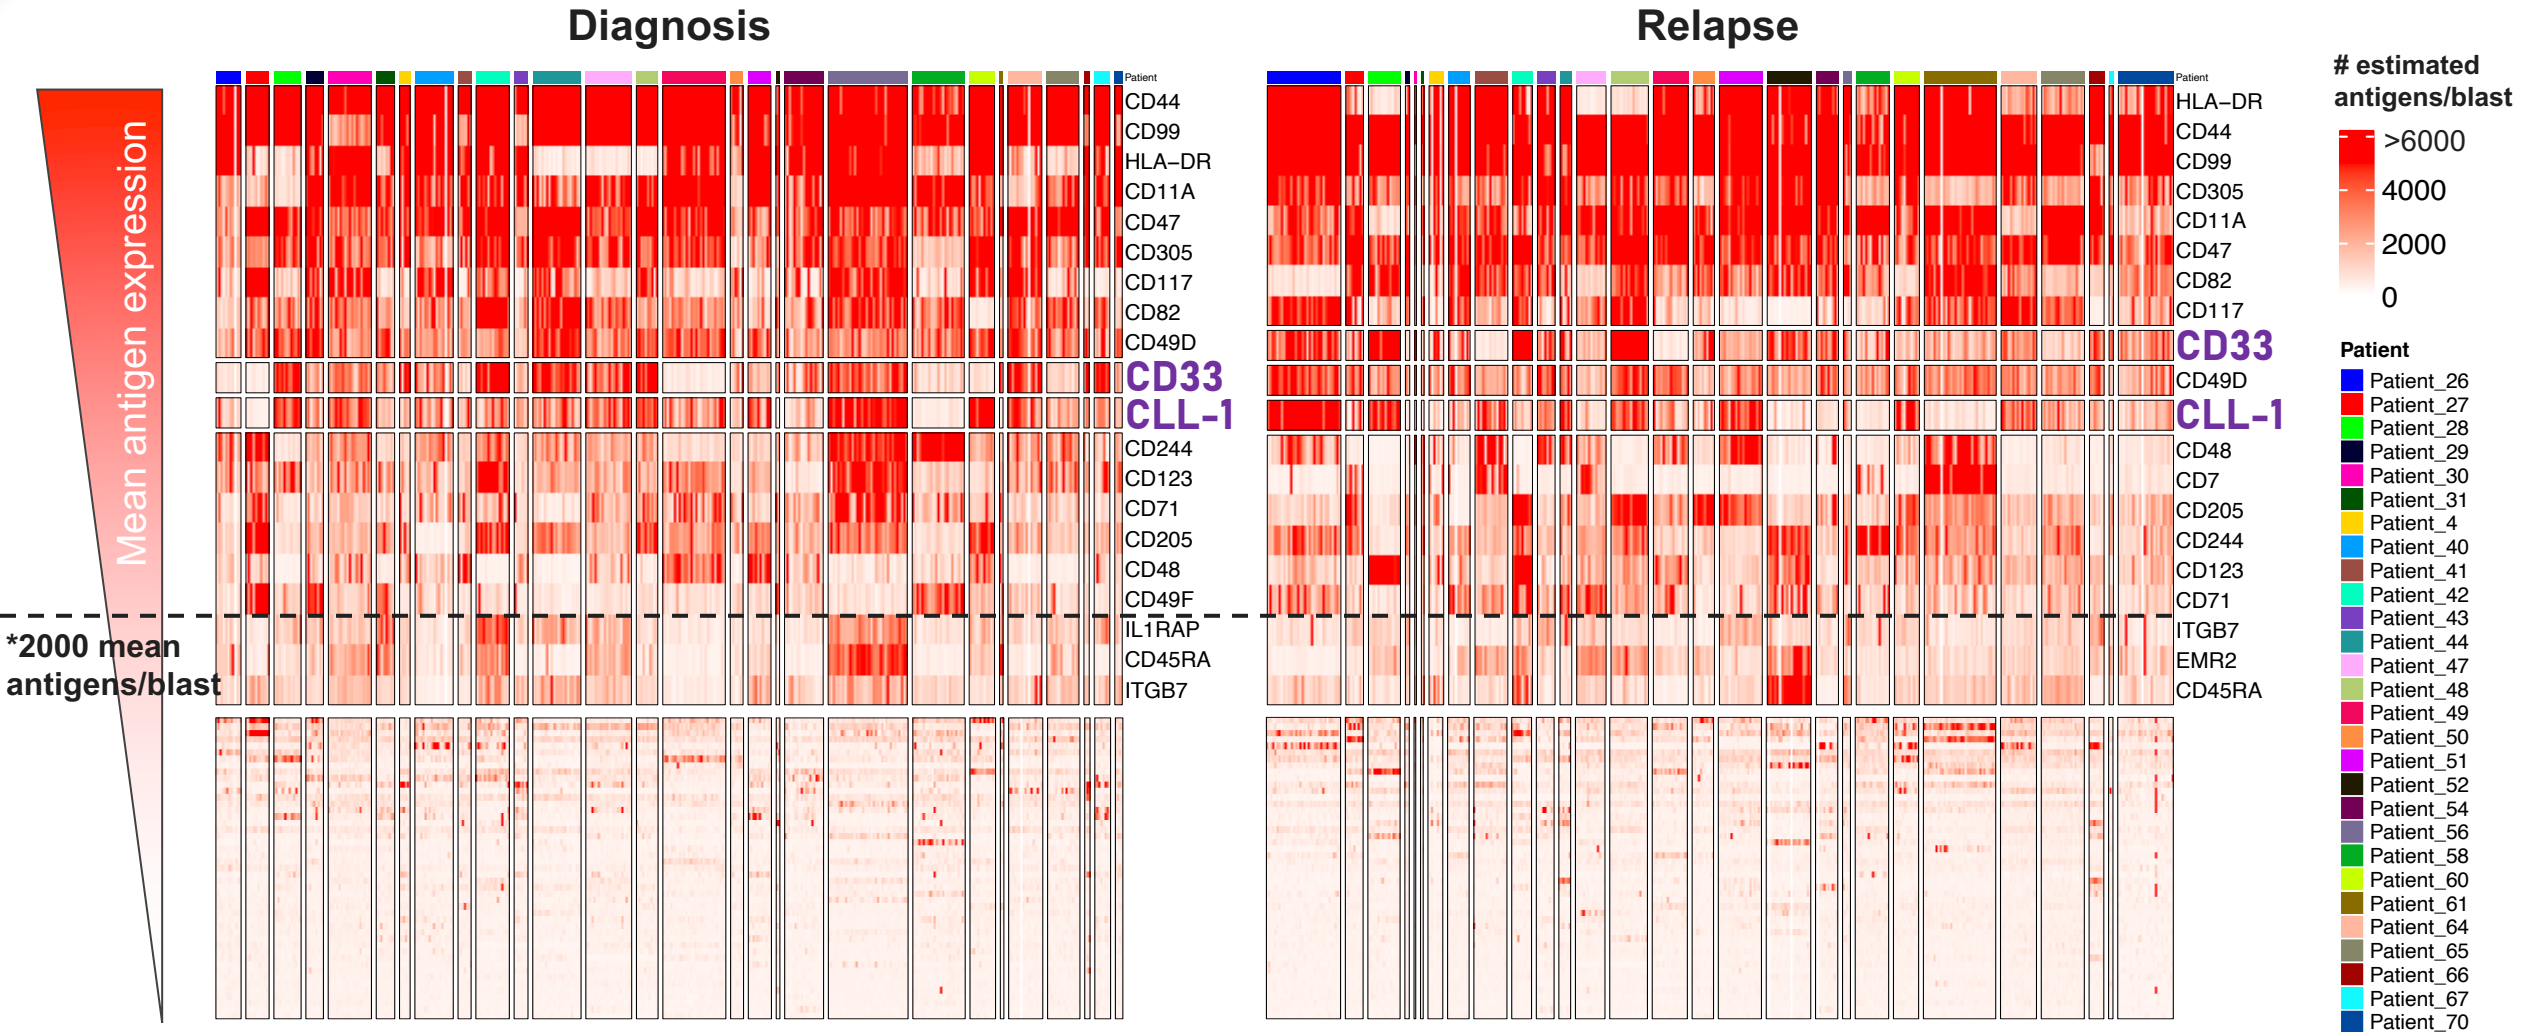 Diagnosis
Relapse
Mean antigen expression
*2000 mean
antigens/blast
Patient
CD44
CD99
HLA−DR
CD11A
CD47
CD305
CD117
CD82
CD49D
CD33
CLL-1
CD244
CD123
CD71
CD205
CD48
CD49F
IL1RAP
CD45RA
ITGB7
Patient
HLA−DR
CD44
CD99
CD305
CD11A
CD47
CD82
CD117
CD33
CD49D
CLL-1
CD48
CD7
CD205
CD244
CD123
CD71
ITGB7
EMR2
CD45RA
# estimated
antigens/blast
>6000
4000
2000
0
Patient
Patient_26
Patient_27
Patient_28
Patient_29
Patient_30
Patient_31
Patient_4
Patient_40
Patient_41
Patient_42
Patient_43
Patient_44
Patient_47
Patient_48
Patient_49
Patient_50
Patient_51
Patient_52
Patient_54
Patient_56
Patient_58
Patient_60
Patient_61
Patient_64
Patient_65
Patient_66
Patient_67
Patient_70